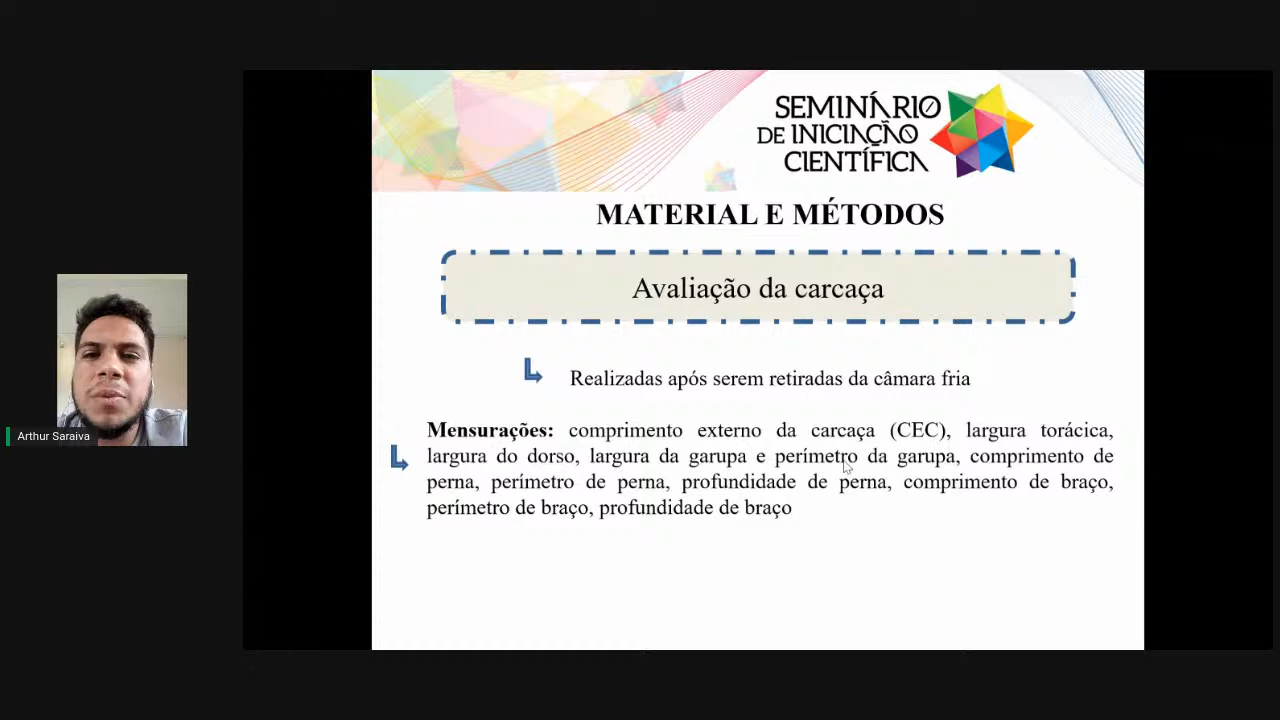 SEMINÁRIO
DE INICIAÇÃO
CIENTÍFICA
MATERIAL E MÉTODOS
Avaliação da carcaça
Realizadas após serem retiradas da câmara fria
Mensurações: comprimento externo da carcaça (CEC), largura torácica,
largura do dorso, largura da garupa e perímetro da garupa, comprimento de
perna, perímetro de perna, profundidade de perna, comprimento de braço,
perímetro de braço, profundidade de braço
Arthur Saraiva